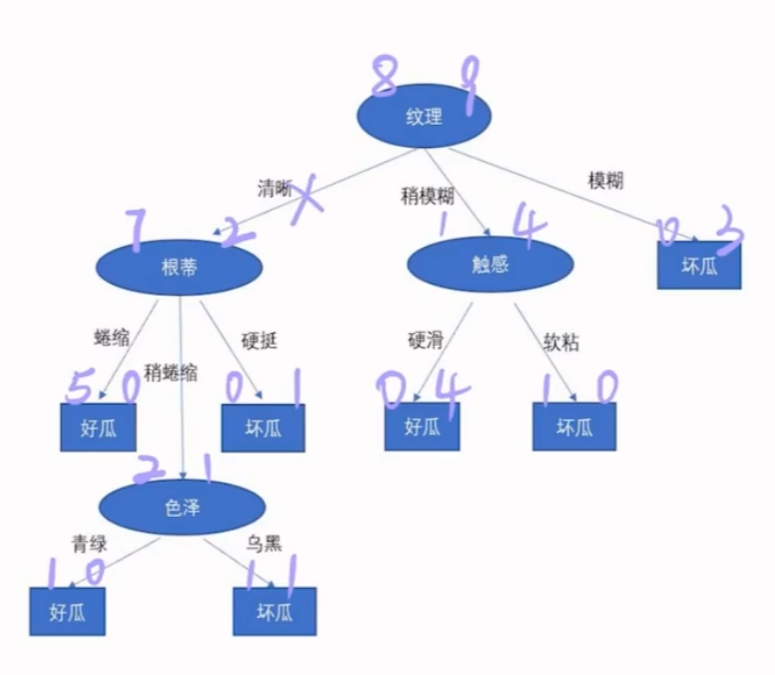 8 9
纹理
清晰
稍模糊
模糊
7 2
1 4
0 3
根蒂
触感
坏瓜
蜷缩
稍蜷缩
硬挺
硬滑
软粘
5 0
0 1
0 4
1 0
好瓜
坏瓜
好瓜
坏瓜
2 1
色泽
青绿
乌黑
1 0
1 1
好瓜
坏瓜